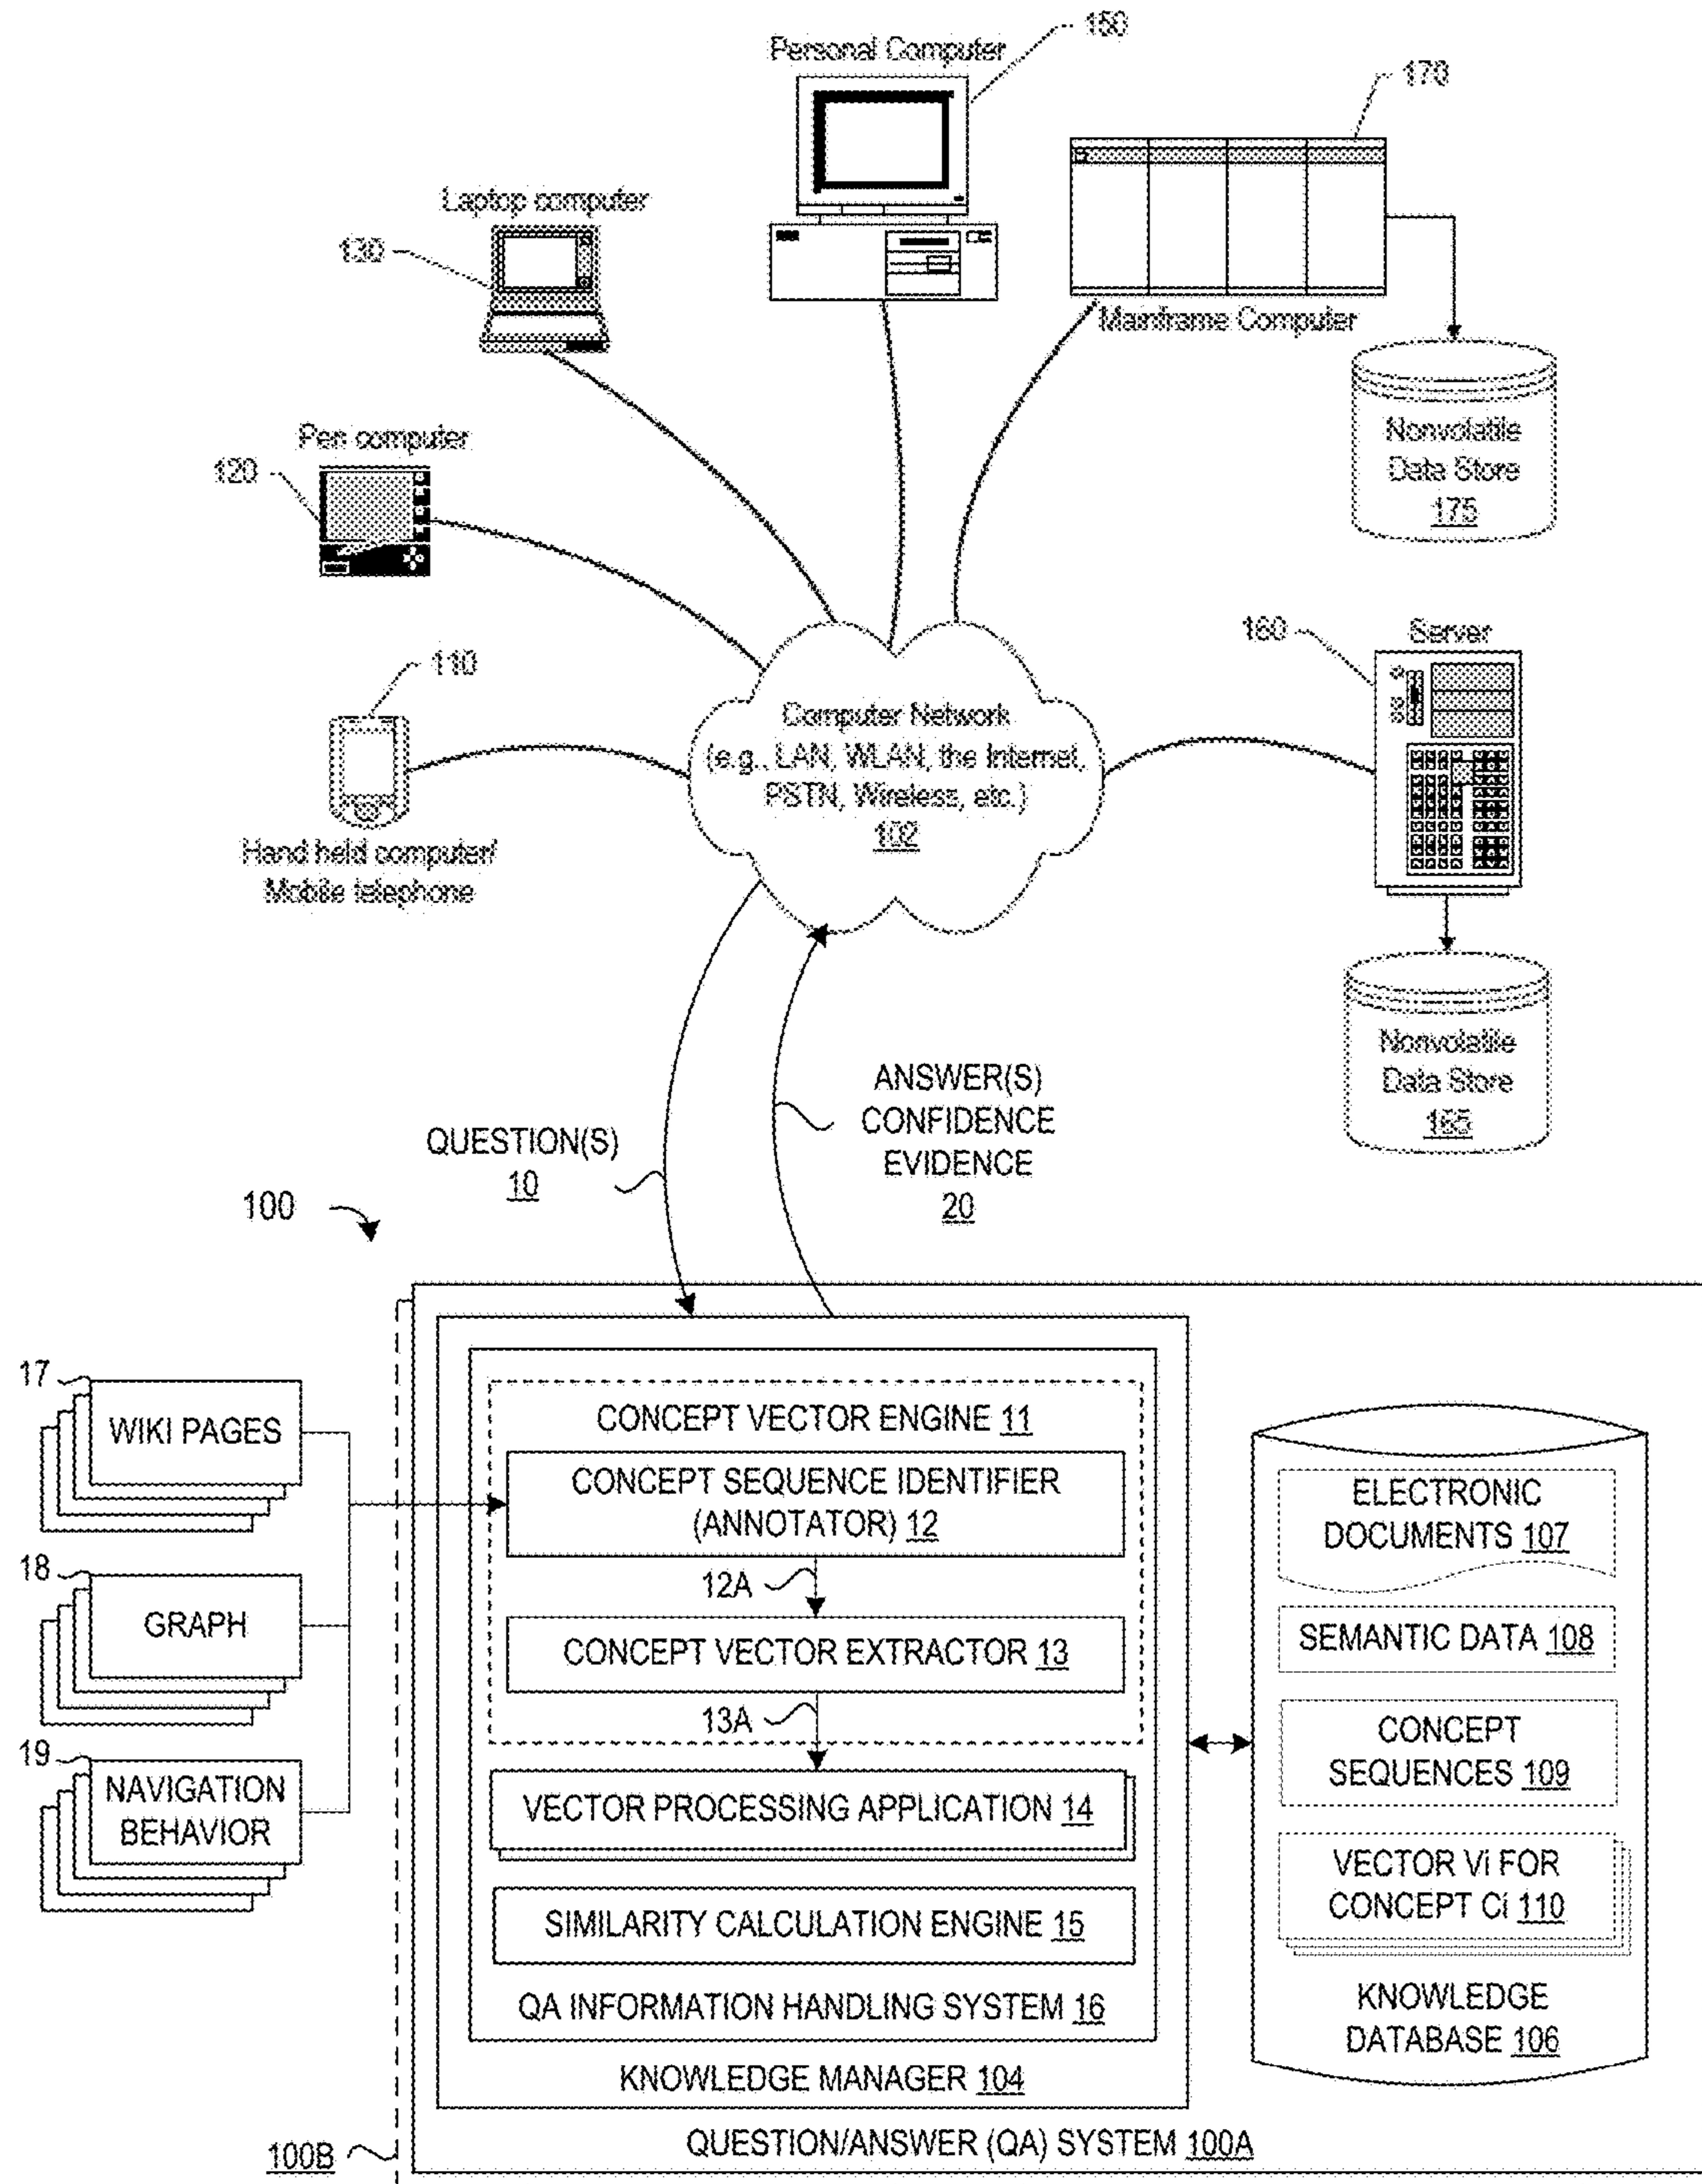 150
Personal Computer
170
Laptop computer
130
Mainframe Computer
Pen computer
120
Nonvolatile
Data Store
175
110
160
Server
Computer Network
(e.g., LAN, WLAN, the Internet,
PSTN, Wireless, etc.)
102
Hand held computer/
Mobile telephone
Nonvolatile
Data Store
165
ANSWER(S)
CONFIDENCE
EVIDENCE
20
QUESTION(S)
10
100
17
WIKI PAGES
18
GRAPH
19
NAVIGATION
BEHAVIOR
CONCEPT VECTOR ENGINE 11
CONCEPT SEQUENCE IDENTIFIER
(ANNOTATOR) 12
12A
CONCEPT VECTOR EXTRACTOR 13
13A
VECTOR PROCESSING APPLICATION 14
SIMILARITY CALCULATION ENGINE 15
QA INFORMATION HANDLING SYSTEM 16
KNOWLEDGE MANAGER 104
ELECTRONIC
DOCUMENTS 107
SEMANTIC DATA 108
CONCEPT
SEQUENCES 109
VECTOR Vi FOR
CONCEPT Ci 110
KNOWLEDGE
DATABASE 106
100B
QUESTION/ANSWER (QA) SYSTEM 100A